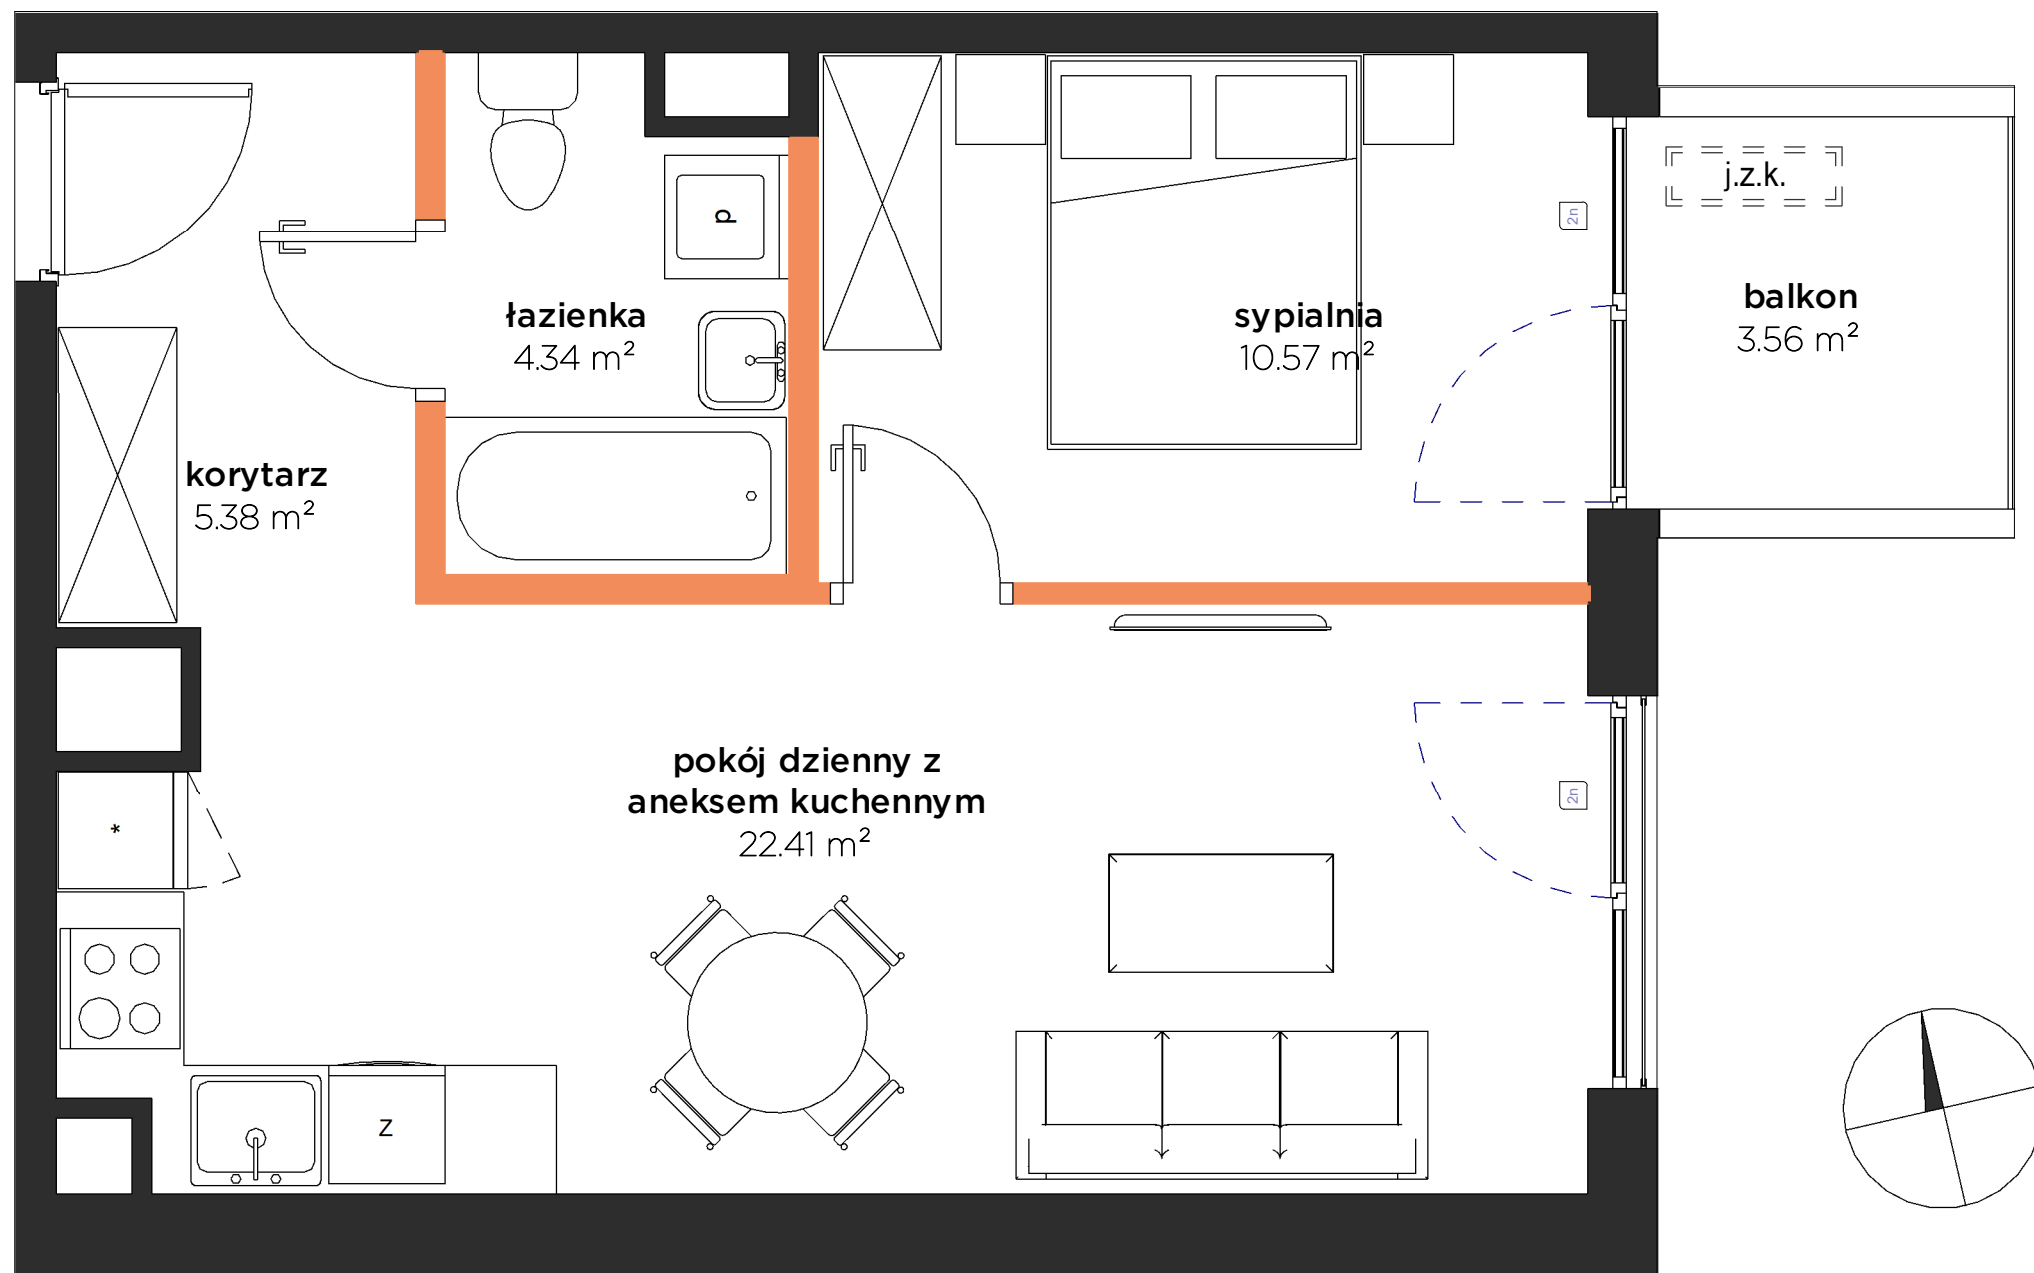 j.z.k.
balkon
3.56 m²
p
2n
łazienka
4.34 m²
sypialnia
10.57 m²
korytarz
5.38 m²
pokój dzienny z
aneksem kuchennym
22.41 m²
2n
*
z